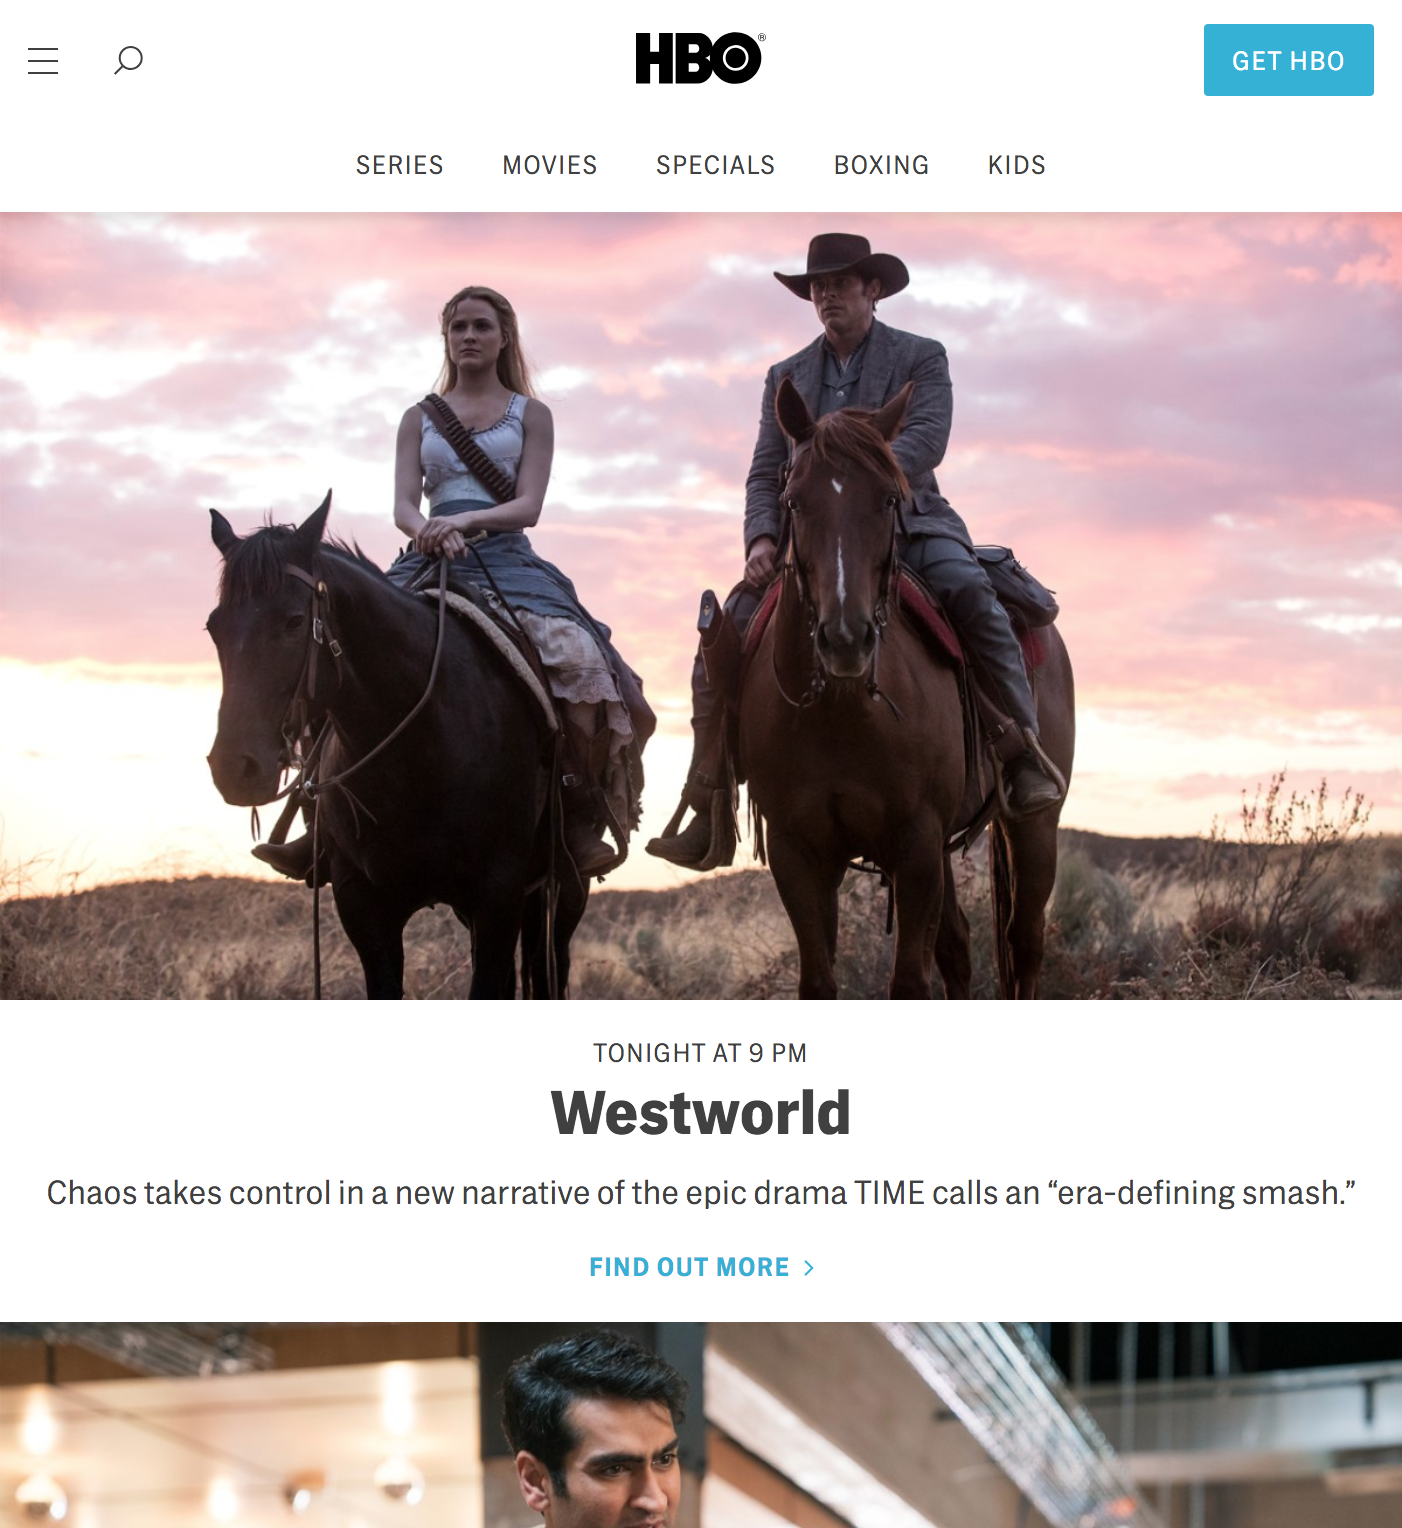 HBO®
GET HBO
SERIES MOVIES SPECIALS BOXING KIDS
TONIGHT AT 9 PM
Westworld
Chaos takes control in a new narrative of the epic drama TIME calls an “era-defining smash.”
FIND OUT MORE >